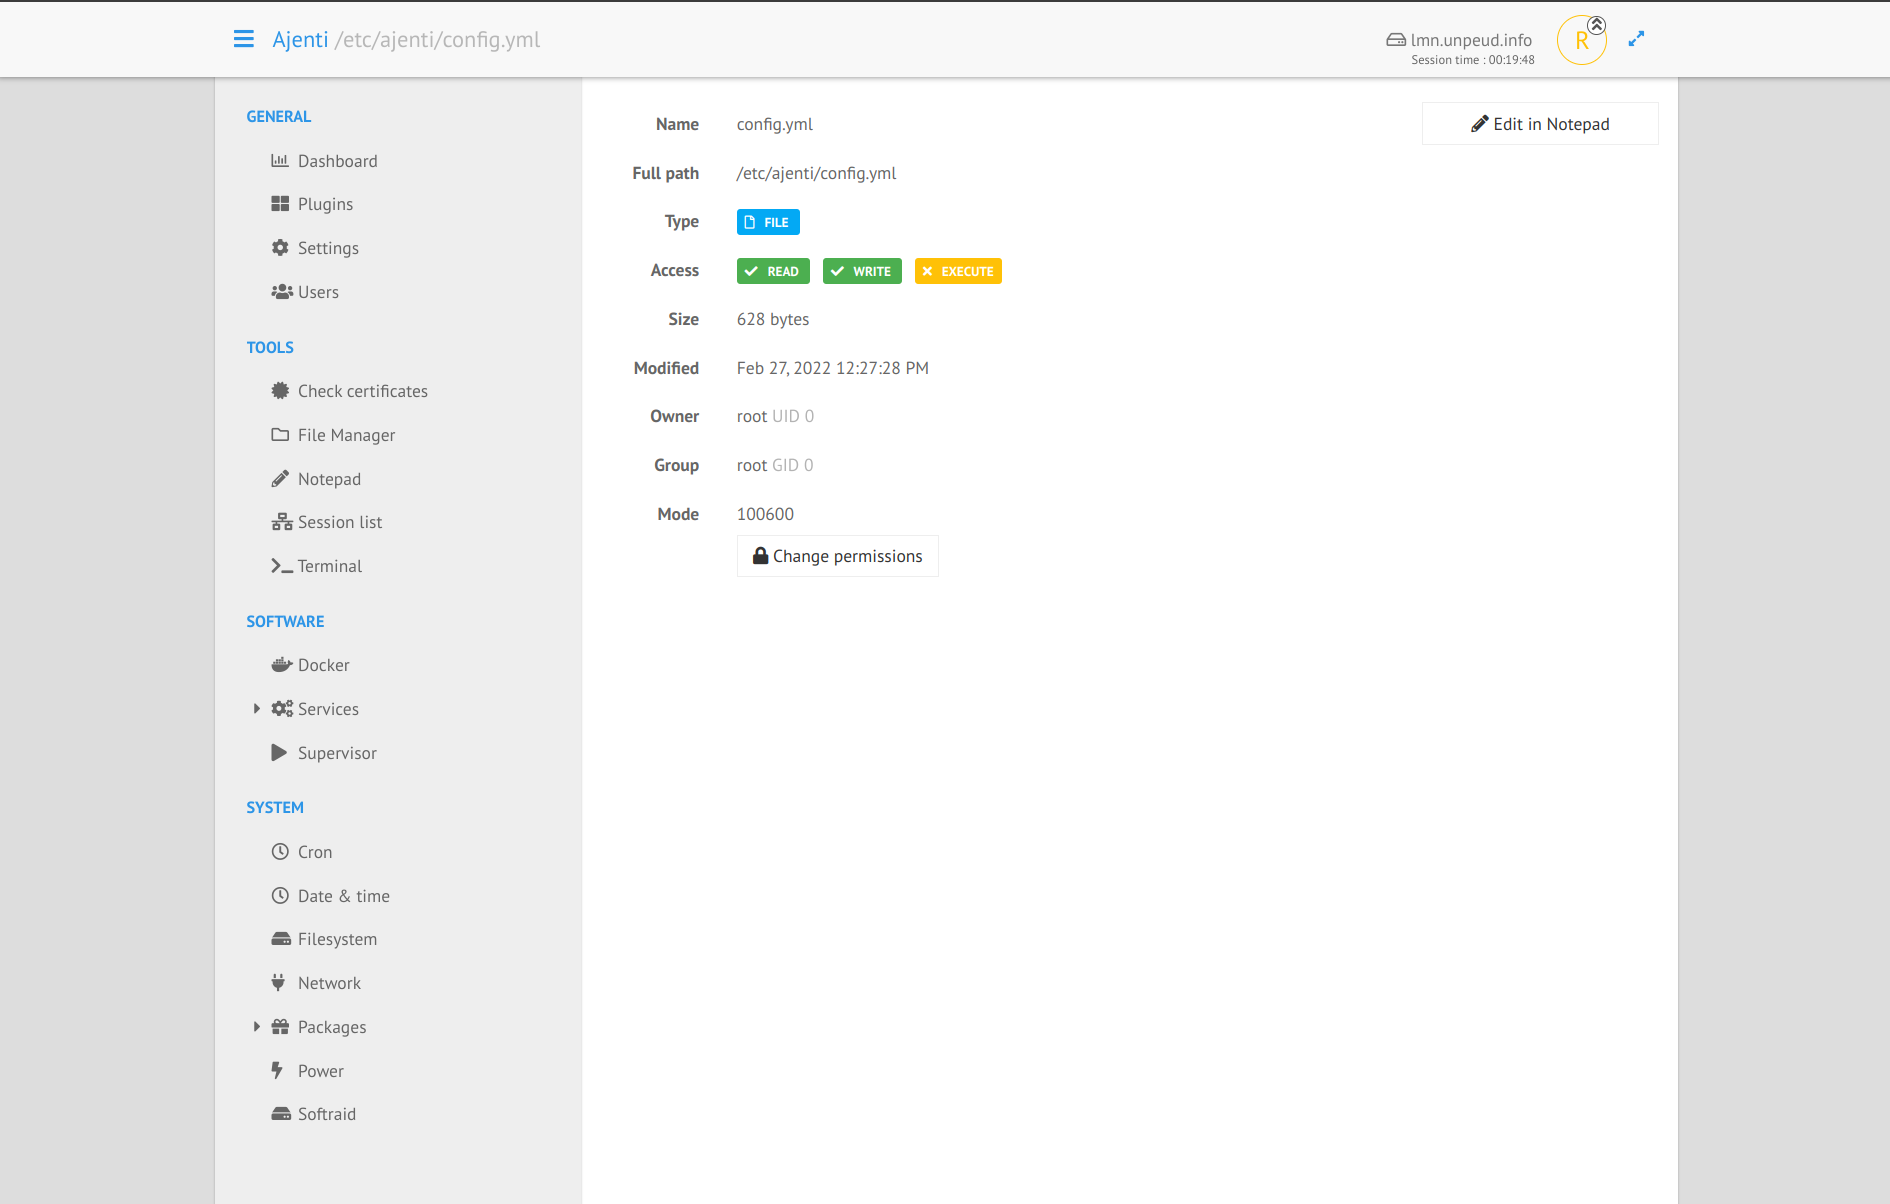 Ajenti /etc/ajenti/config.yml
lmn.unpeud.info
Session time : 00:19:48
R
GENERAL
Dashboard
Plugins
Settings
Users
TOOLS
Check certificates
File Manager
Notepad
Session list
Terminal
SOFTWARE
Docker
Services
Supervisor
SYSTEM
Cron
Date & time
Filesystem
Network
Packages
Power
Softraid
Name config.yml
Edit in Notepad
Full path /etc/ajenti/config.yml
Type FILE
Access READ WRITE EXECUTE
Size 628 bytes
Modified Feb 27, 2022 12:27:28 PM
Owner root UID 0
Group root GID 0
Mode 100600
Change permissions